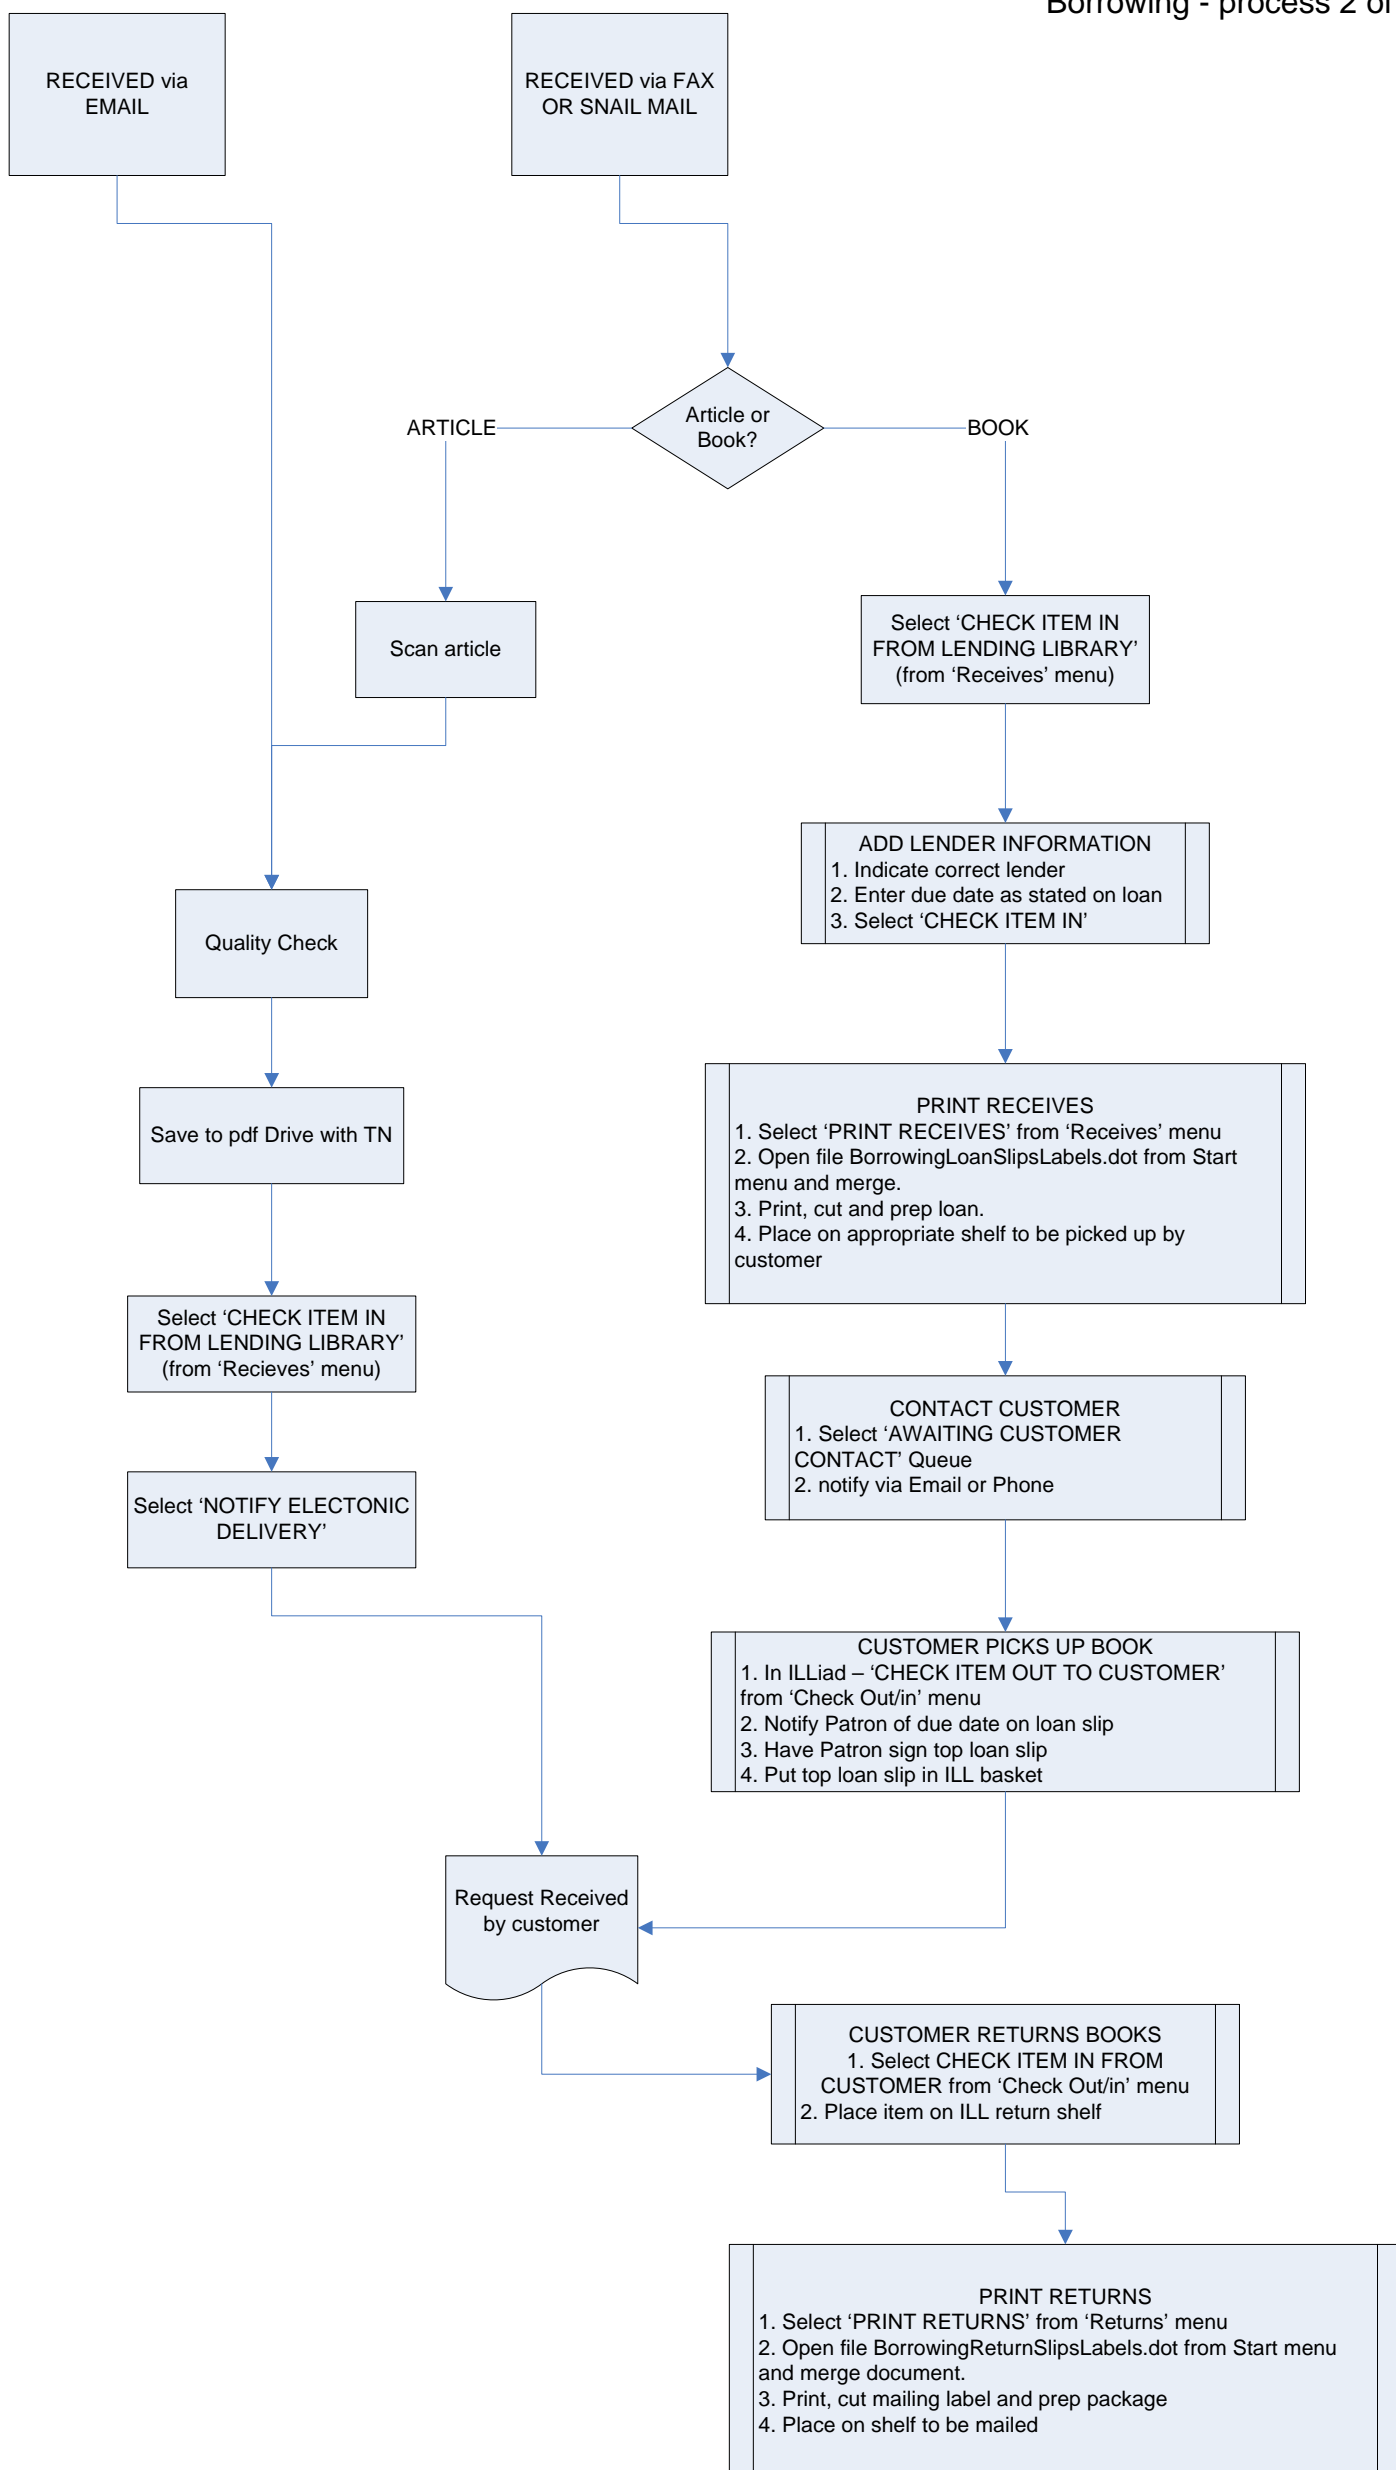 Borrowing - process 2 of
RECEIVED via
EMAIL
RECEIVED via FAX
OR SNAIL MAIL
Article or
Book?
ARTICLE
BOOK
Scan article
Select ‘CHECK ITEM IN
FROM LENDING LIBRARY’
(from ‘Receives’ menu)
ADD LENDER INFORMATION
1. Indicate correct lender
2. Enter due date as stated on loan
3. Select ‘CHECK ITEM IN’
Quality Check
Save to pdf Drive with TN
PRINT RECEIVES
1. Select ‘PRINT RECEIVES’ from ‘Receives’ menu
2. Open file BorrowingLoanSlipsLabels.dot from Start
menu and merge.
3. Print, cut and prep loan.
4. Place on appropriate shelf to be picked up by
customer
Select ‘CHECK ITEM IN
FROM LENDING LIBRARY’
(from ‘Recieves’ menu)
CONTACT CUSTOMER
1. Select ‘AWAITING CUSTOMER
CONTACT’ Queue
2. notify via Email or Phone
Select ‘NOTIFY ELECTONIC
DELIVERY’
CUSTOMER PICKS UP BOOK
1. In ILLiad – ‘CHECK ITEM OUT TO CUSTOMER’
from ‘Check Out/in’ menu
2. Notify Patron of due date on loan slip
3. Have Patron sign top loan slip
4. Put top loan slip in ILL basket
Request Received
by customer
CUSTOMER RETURNS BOOKS
1. Select CHECK ITEM IN FROM
CUSTOMER from ‘Check Out/in’ menu
2. Place item on ILL return shelf
PRINT RETURNS
1. Select ‘PRINT RETURNS’ from ‘Returns’ menu
2. Open file BorrowingReturnSlipsLabels.dot from Start menu
and merge document.
3. Print, cut mailing label and prep package
4. Place on shelf to be mailed